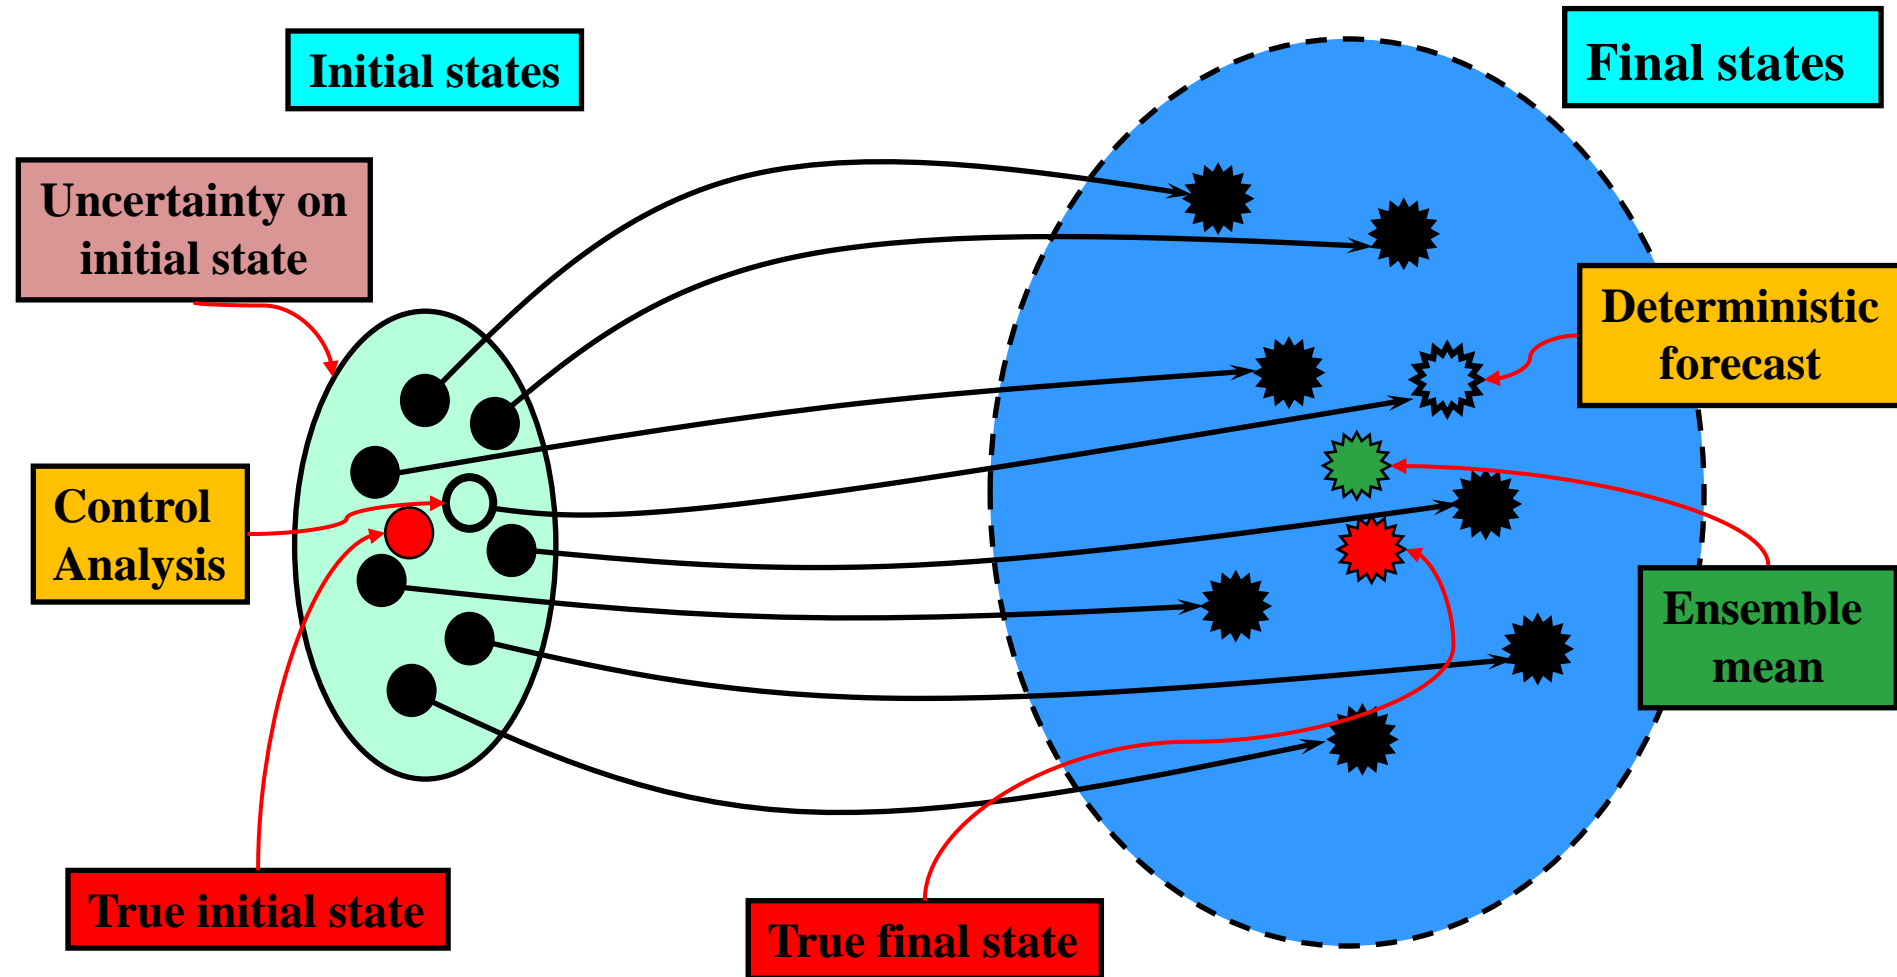 Initial states
Final states
Uncertainty on
initial state
Deterministic
forecast
Control
Analysis
Ensemble
mean
True initial state
True final state